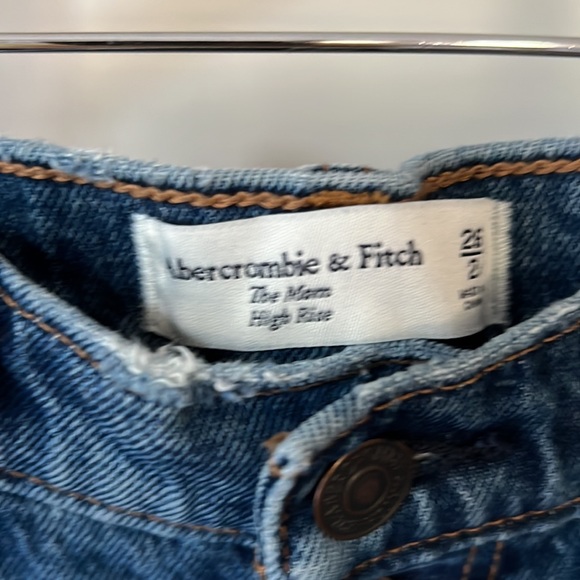 Abercrombie & Fitch
The Mom
High Rise
26
2